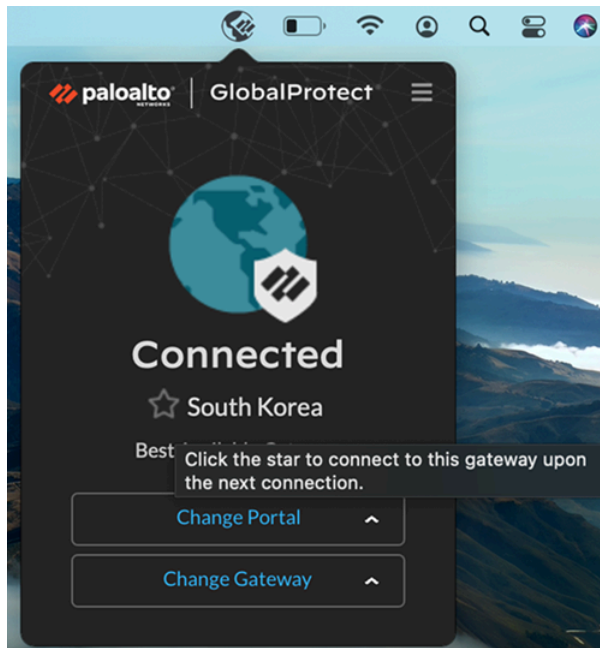 paloalto
NETWORKS
GlobalProtect
Connected
South Korea
Best
Click the star to connect to this gateway upon
the next connection.
Change Portal
Change Gateway